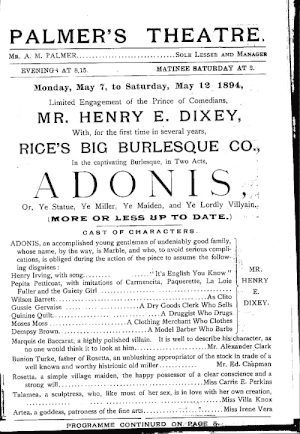 PALMER'S THEATRE.
MR. A. M. PALMER, SOLE LESSEE AND MANAGER
EVENINGS AT 8.15. MATINEE SATURDAY AT 2.
Monday, May 7, to Saturday, May 12, 1894,
Limited Engagement of the Prince of Comedians,
MR. HENRY E. DIXEY,
With, for the first time in several years,
RICE'S BIG BURLESQUE CO.,
In the captivating Burlesque, in Two Acts,
ADONIS,
Or, Ye Statue, Ye Miller, Ye Maiden, and Ye Lordly Villyain,
(MORE OR LESS UP TO DATE.)
CAST OF CHARACTERS.
ADONIS, an accomplished young gentleman of undeniably good family,
whose name, by the way, is Marble, and who, to avoid serious compli-
cations, is obliged during the action of the piece to assume the follow-
ing disguises:
Henry Irving, with song "It's English You Know"
Pepita Petticoat, with imitations of Carmencita, Paquerette, La Loie
Fuller and the Gaiety Girl
Wilson Barrett As Clito
Gussie Gervaise A Dry Goods Clerk Who Sells
Quinine Quilt A Druggist Who Drugs
Moses Moss A Clothing Merchant Who Clothes
Dempsy Brown A Model Barber Who Barbs
MR.
HENRY
E.
DIXEY.
Marquis de Baccarat, a highly polished villain. It is well to describe his character, as
no one would think it to look at him Mr. Alexander Clark
Bunion Turke, father of Rosetta, an unblushing appropriator of the stock in trade of a
well known and worthy histrionic old miller Mr. Ed. Chapman
Rosetta, a simple village maiden, the happy possessor of a clear conscience and a
strong will Miss Carrie E. Perkins
Talamea, a sculptress, who, like most of her sex, is in love with her own creation,
Miss Villa Knox
Artea, a goddess, patroness of the fine arts Miss Irene Vera
PROGRAMME CONTINUED ON PAGE